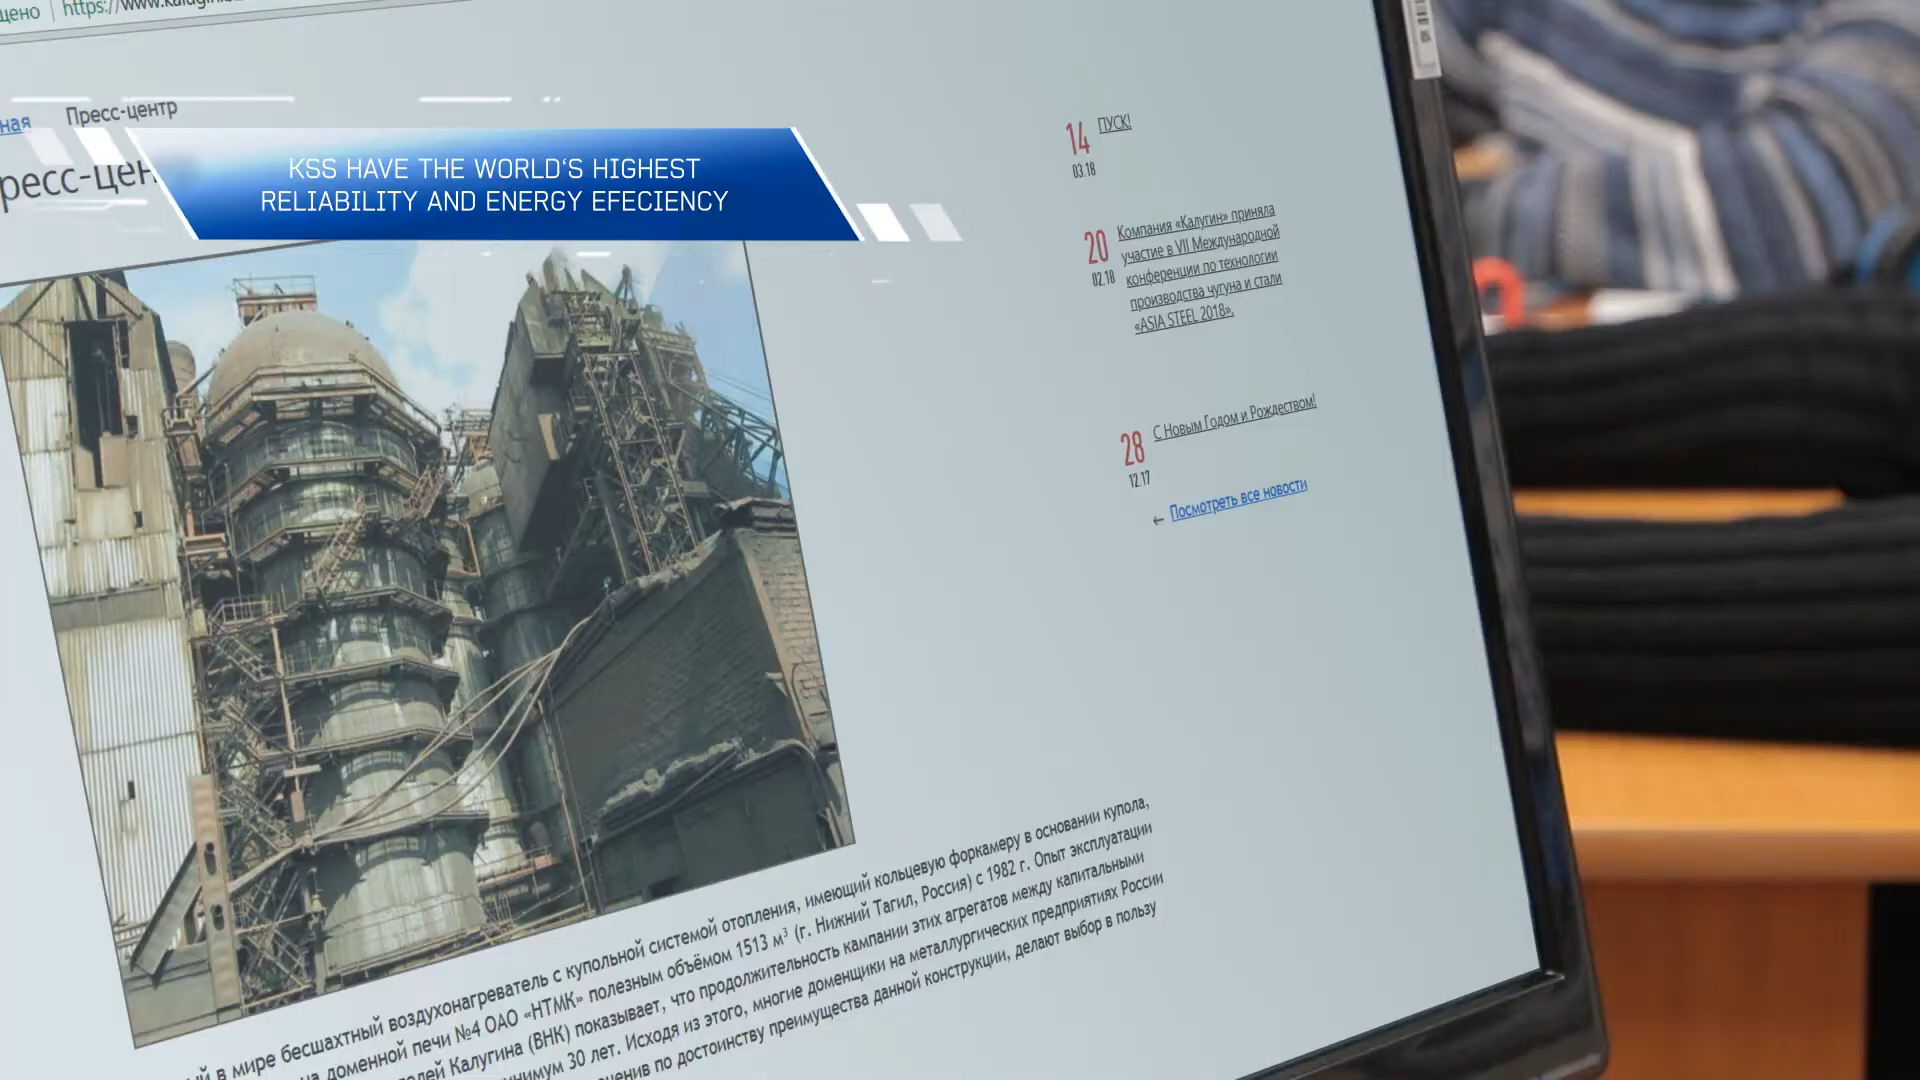 https://www.kalugin.
Пресс-центр
KSS HAVE THE WORLD'S HIGHEST
RELIABILITY AND ENERGY EFECIENCY
14
03.18
ПУСК!
20
02.18
Компания «Калугин» приняла
участие в VII Международной
конференции по технологии
производства чугуна и стали
«ASIA STEEL 2018».
28
12.17
С Новым Годом и Рождеством!
← Посмотреть все новости
в мире бесшахтный воздухонагреватель с купольной системой отопления, имеющий кольцевую форкамеру в основании купола,
на доменной печи №4 ОАО «НТМК» полезным объёмом 1513 м³ (г. Нижний Тагил, Россия) с 1982 г. Опыт эксплуатации
Калугина (ВНК) показывает, что продолжительность кампании этих агрегатов между капитальными
30 лет. Исходя из этого, многие доменщики на металлургических предприятиях России
по достоинству преимущества данной конструкции, делают выбор в пользу